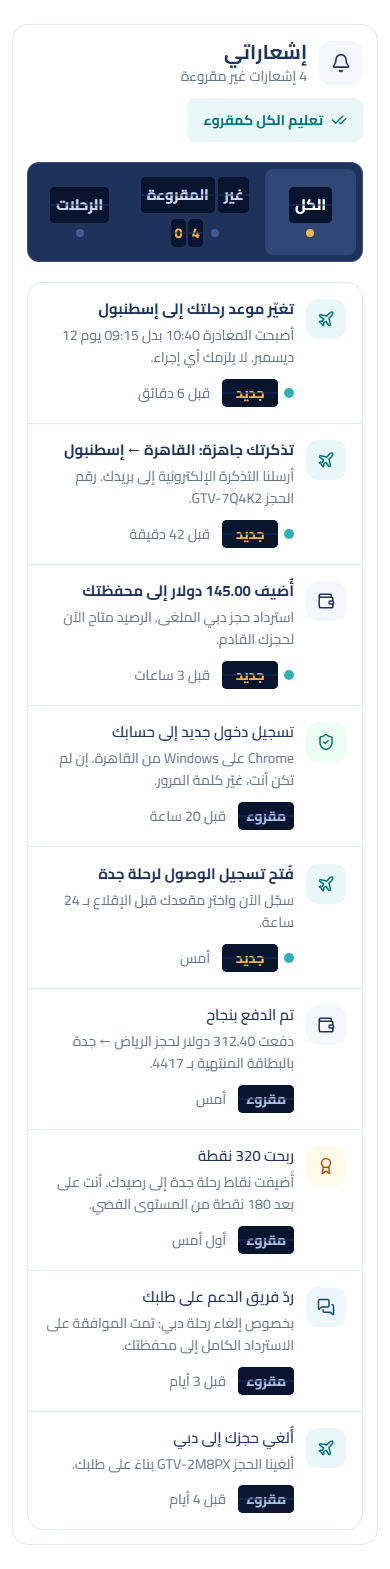 إشعاراتي
4 إشعارات غير مقروءة
تعليم الكل كمقروء
الكل
غير المقروءة
04
الرحلات
تغيّر موعد رحلتك إلى إسطنبول
أصبحت المغادرة 10:40 بدل 09:15 يوم 12
ديسمبر. لا يلزمك أي إجراء.
جديد
قبل 6 دقائق
تذكرتك جاهزة: القاهرة ← إسطنبول
أرسلنا التذكرة الإلكترونية إلى بريدك. رقم
الحجز GTV-7Q4K2.
جديد
قبل 42 دقيقة
أُضيف 145.00 دولار إلى محفظتك
استرداد حجز دبي الملغى. الرصيد متاح الآن
لحجزك القادم.
جديد
قبل 3 ساعات
تسجيل دخول جديد إلى حسابك
Chrome على Windows من القاهرة. إن لم
تكن أنت، غيّر كلمة المرور.
مقروء
قبل 20 ساعة
فُتح تسجيل الوصول لرحلة جدة
سجّل الآن واختر مقعدك قبل الإقلاع بـ 24
ساعة.
جديد
أمس
تم الدفع بنجاح
دفعت 312.40 دولار لحجز الرياض ← جدة
بالبطاقة المنتهية بـ 4417.
مقروء
أمس
ربحت 320 نقطة
أُضيفت نقاط رحلة جدة إلى رصيدك. أنت على
بعد 180 نقطة من المستوى الفضي.
مقروء
أول أمس
ردّ فريق الدعم على طلبك
بخصوص إلغاء رحلة دبي: تمت الموافقة على
الاسترداد الكامل إلى محفظتك.
مقروء
قبل 3 أيام
أُلغي حجزك إلى دبي
ألغينا الحجز GTV-2M8PX بناءً على طلبك.
مقروء
قبل 4 أيام